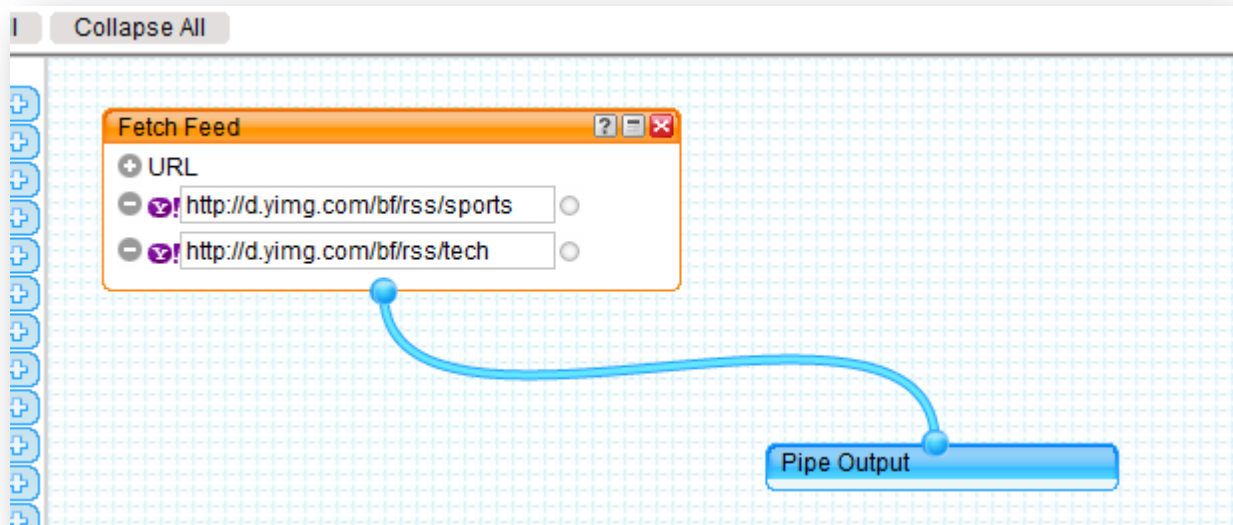 Collapse All
Fetch Feed
URL
Y! http://d.yimg.com/bf/rss/sports
Y! http://d.yimg.com/bf/rss/tech
Pipe Output